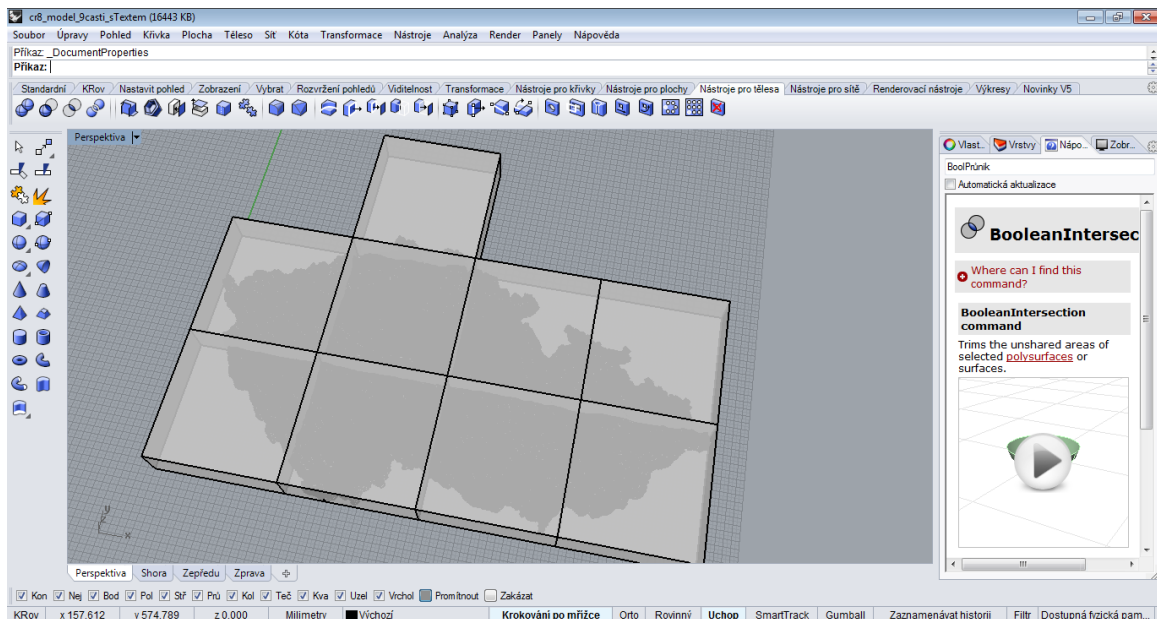 cr8_model_9casti_sTextem (16443 KB)
Soubor Úpravy Pohled Křivka Plocha Těleso Síť Kóta Transformace Nástroje Analýza Render Panely Nápověda
Příkaz: _DocumentProperties
Příkaz:
Standardní KRov Nastavit pohled Zobrazení Vybrat Rozvržení pohledů Viditelnost Transformace Nástroje pro křivky Nástroje pro plochy Nástroje pro tělesa Nástroje pro sítě Renderovací nástroje Výkresy Novinky V5
Perspektiva
Vlast... Vrstvy Nápo... Zobr...
BoolPrůnik
Automatická aktualizace
BooleanIntersec
Where can I find this
command?
BooleanIntersection
command
Trims the unshared areas of
selected polysurfaces or
surfaces.
y
x
Perspektiva Shora Zepředu Zprava
Kon Nej Bod Pol Stř Prů Kol Teč Kva Uzel Vrchol Promítnout Zakázat
KRov x 157.612 y 574.789 z 0.000 Milimetry Výchozí Krokování po mřížce Orto Rovinný Uchop SmartTrack Gumball Zaznamenávat historii Filtr Dostupná fyzická pam...